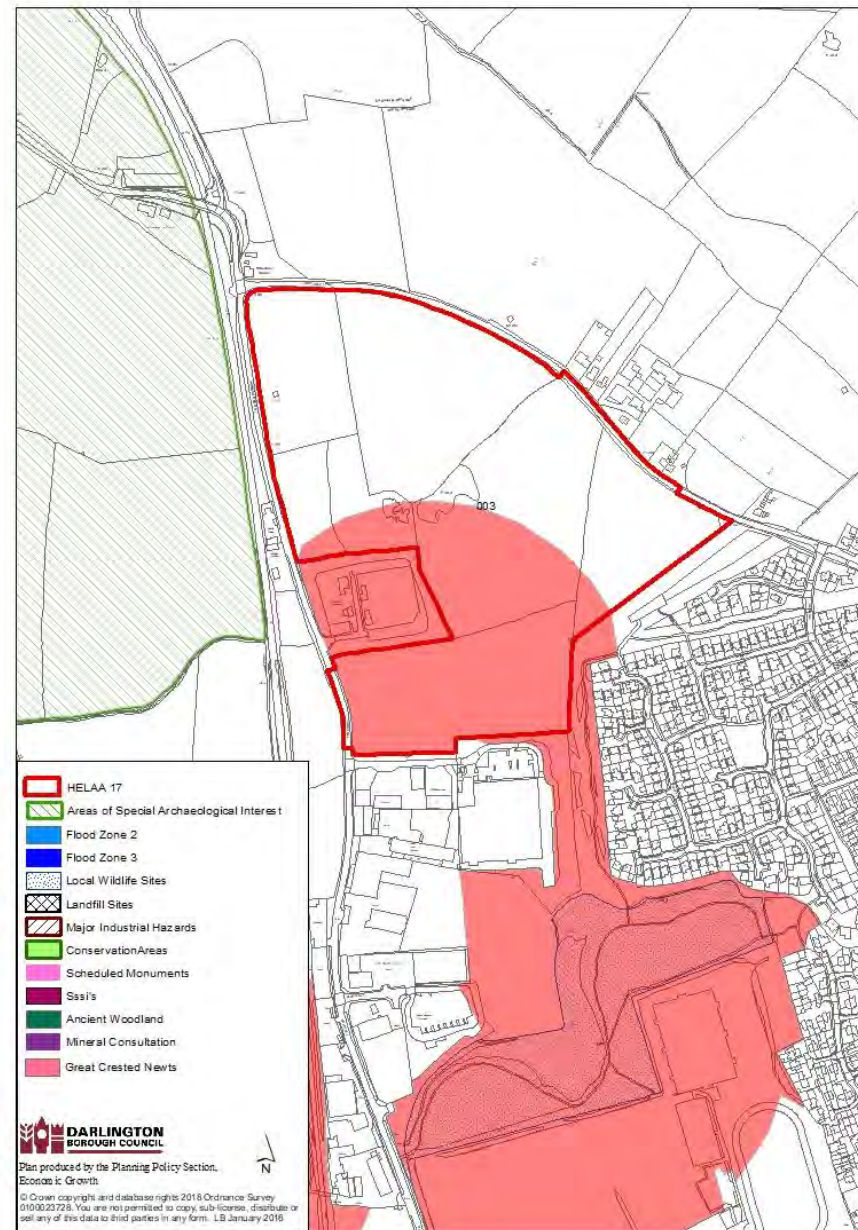 003
HELAA 17
Areas of Special Archaeological Interest
Flood Zone 2
Flood Zone 3
Local Wildlife Sites
Landfill Sites
Major Industrial Hazards
ConservationAreas
Scheduled Monuments
Sssi's
Ancient Woodland
Mineral Consultation
Great Crested Newts
DARLINGTON
BOROUGH COUNCIL
Plan produced by the Planning Policy Section,
Economic Growth
N
© Crown copyright and database rights 2018 Ordnance Survey
0100023728. You are not permitted to copy, sub-license, distribute or
sell any of this data to third parties in any form. LB January 2018